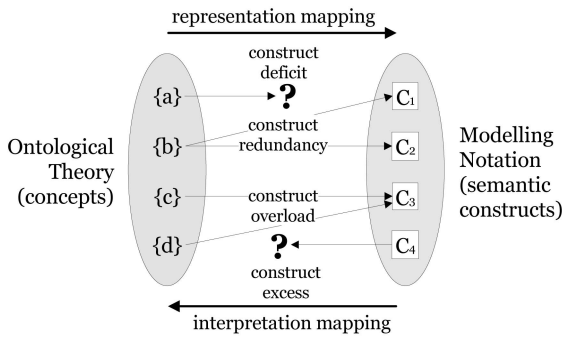 representation mapping
construct
deficit
{a}
?
C1
construct
redundancy
{b}
C2
Ontological
Theory
(concepts)
Modelling
Notation
(semantic
constructs)
{c}
construct
overload
C3
{d}
?
C4
construct
excess
interpretation mapping